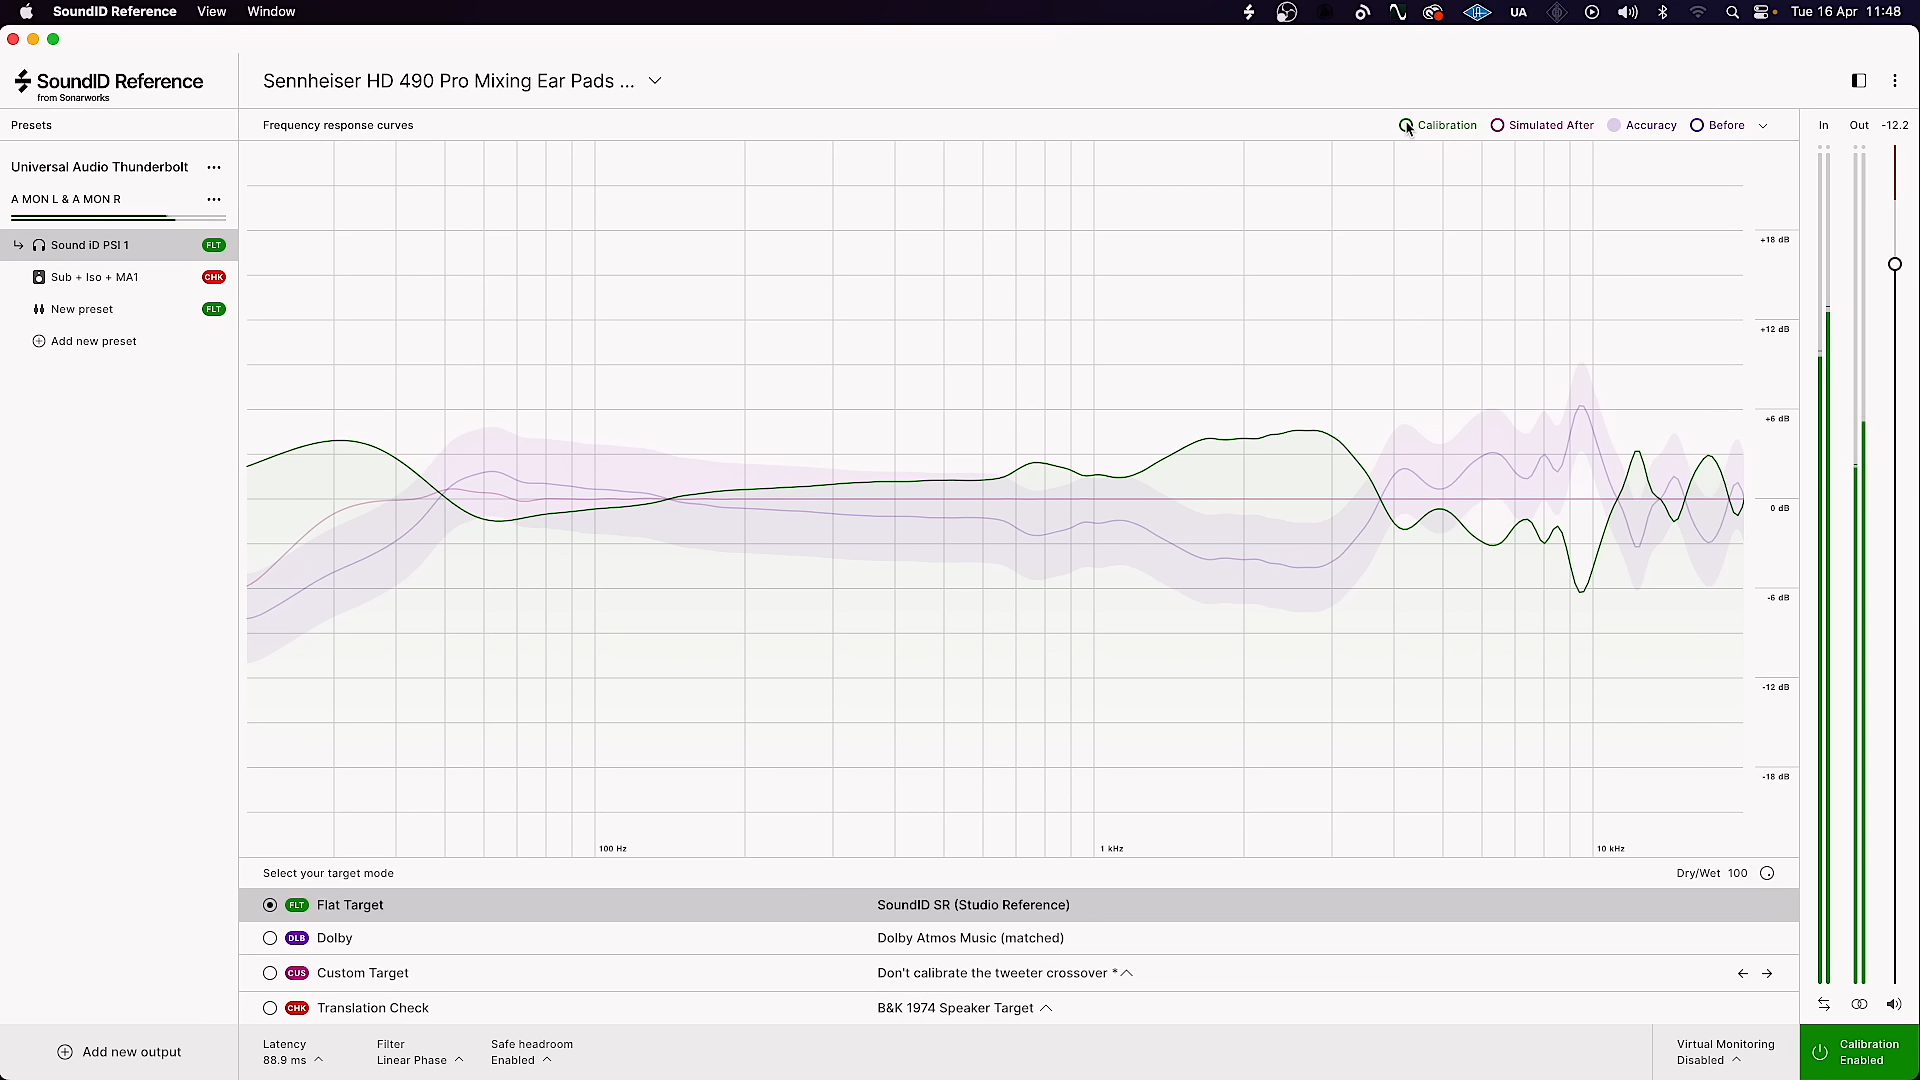 SoundID Reference View Window
UA
Tue 16 Apr 11:48
SoundID Reference
from Sonarworks
Sennheiser HD 490 Pro Mixing Ear Pads ...
Presets
Frequency response curves
Calibration Simulated After Accuracy Before
In Out -12.2
Universal Audio Thunderbolt ...
A MON L & A MON R ...
Sound iD PSI 1 FLT
Sub + Iso + MA1 CHK
New preset FLT
Add new preset
+18 dB
+12 dB
+6 dB
0 dB
-6 dB
-12 dB
-18 dB
100 Hz 1 kHz 10 kHz
Select your target mode
Dry/Wet 100
FLT Flat Target SoundID SR (Studio Reference)
DLB Dolby Dolby Atmos Music (matched)
CUS Custom Target Don't calibrate the tweeter crossover *
CHK Translation Check B&K 1974 Speaker Target
Add new output
Latency
88.9 ms
Filter
Linear Phase
Safe headroom
Enabled
Virtual Monitoring
Disabled
Calibration
Enabled